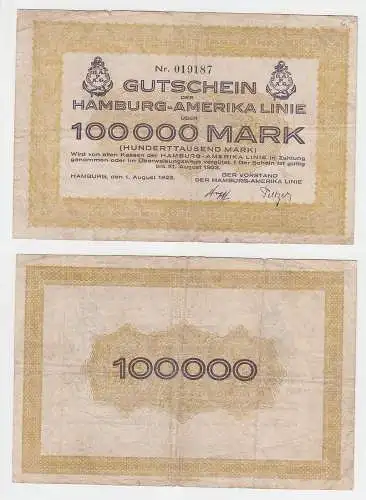 Nr. 019187
GUTSCHEIN
DER
HAMBURG-AMERIKA LINIE
ÜBER
100000 MARK
(HUNDERTTAUSEND MARK)
Wird von allen Kassen der HAMBURG-AMERIKA LINIE in Zahlung
genommen oder im Überweisungswege vergütet. Der Schein ist gültig
bis 31. August 1923.
HAMBURG, den 1. August 1923.
DER VORSTAND
DER HAMBURG-AMERIKA LINIE
100000